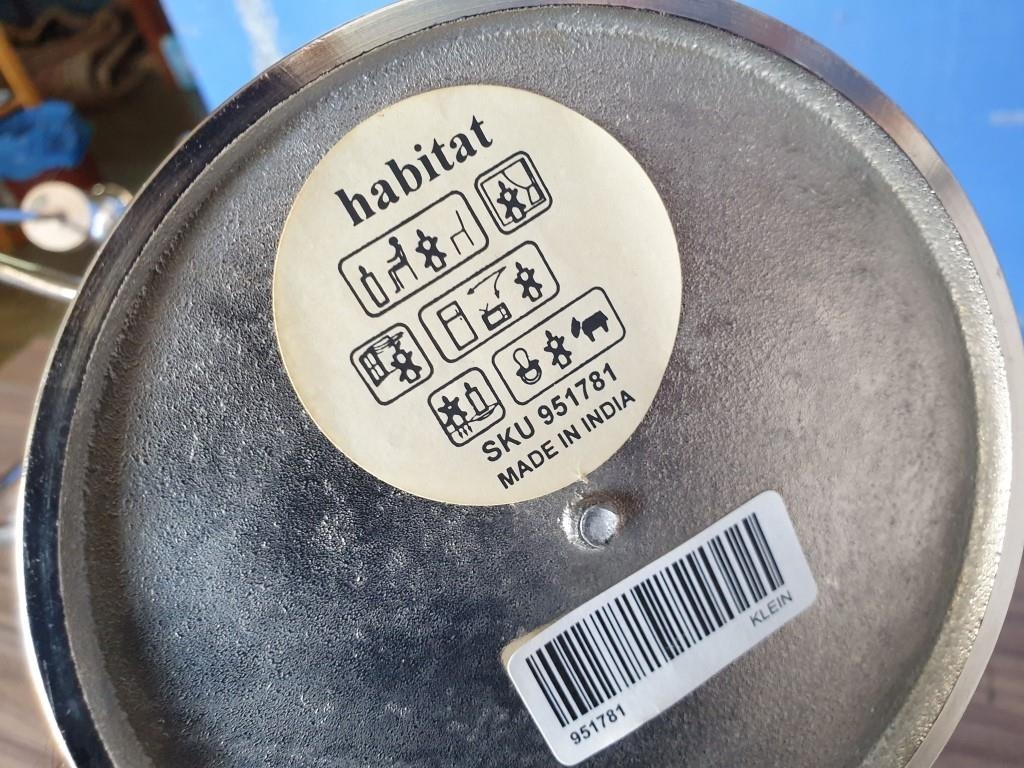 habitat
SKU 951781
MADE IN INDIA
KLEIN
951781